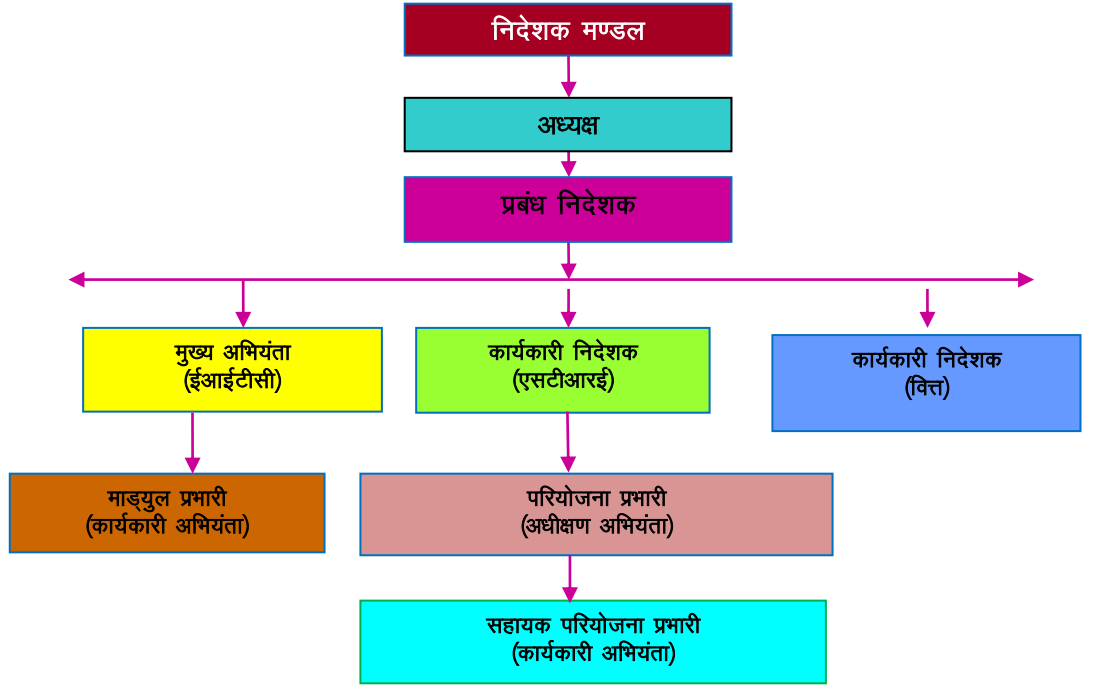 निदेशक मण्डल
अध्यक्ष
प्रबंध निदेशक
मुख्य अभियंता
(ईआईटीसी)
कार्यकारी निदेशक
(एसटीआरई)
कार्यकारी निदेशक
(वित्त)
माड्युल प्रभारी
(कार्यकारी अभियंता)
परियोजना प्रभारी
(अधीक्षण अभियंता)
सहायक परियोजना प्रभारी
(कार्यकारी अभियंता)